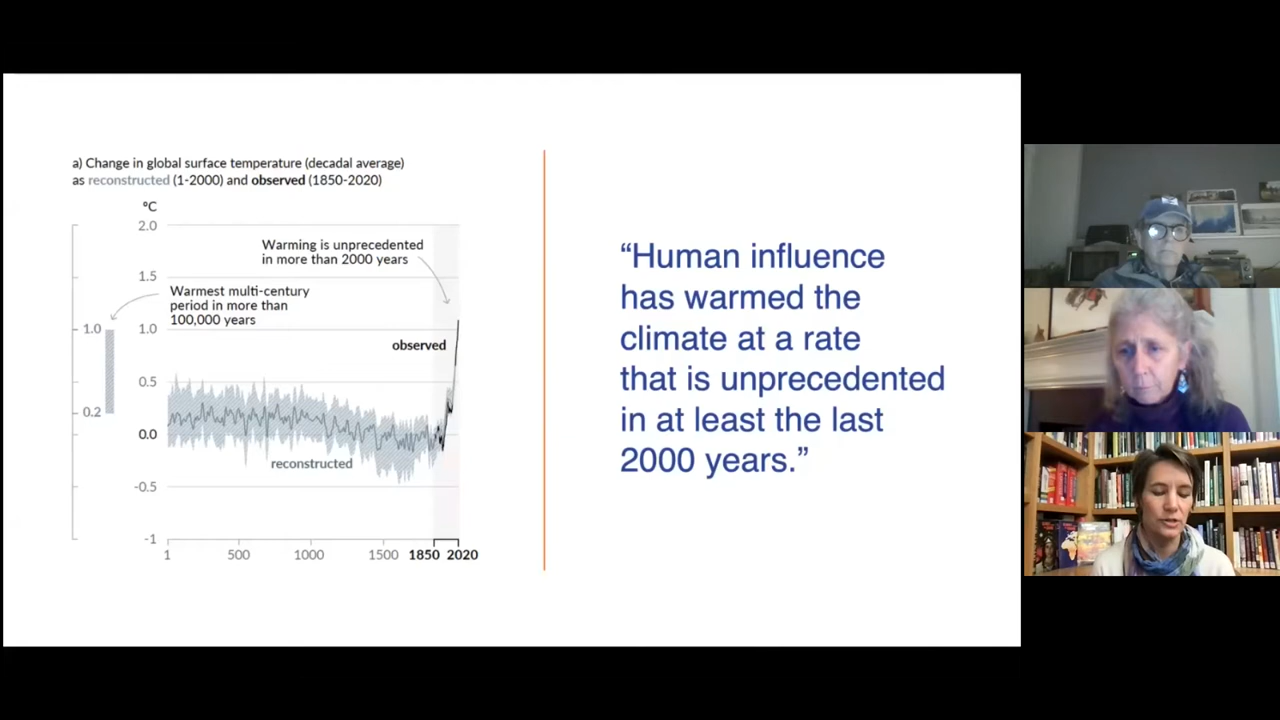 a) Change in global surface temperature (decadal average)
as reconstructed (1-2000) and observed (1850-2020)
ºC
2.0
1.5
1.0
0.5
0.0
-0.5
-1
1.0
0.2
Warming is unprecedented
in more than 2000 years
Warmest multi-century
period in more than
100,000 years
observed
reconstructed
1
500
1000
1500
1850
2020
“Human influence
has warmed the
climate at a rate
that is unprecedented
in at least the last
2000 years.”